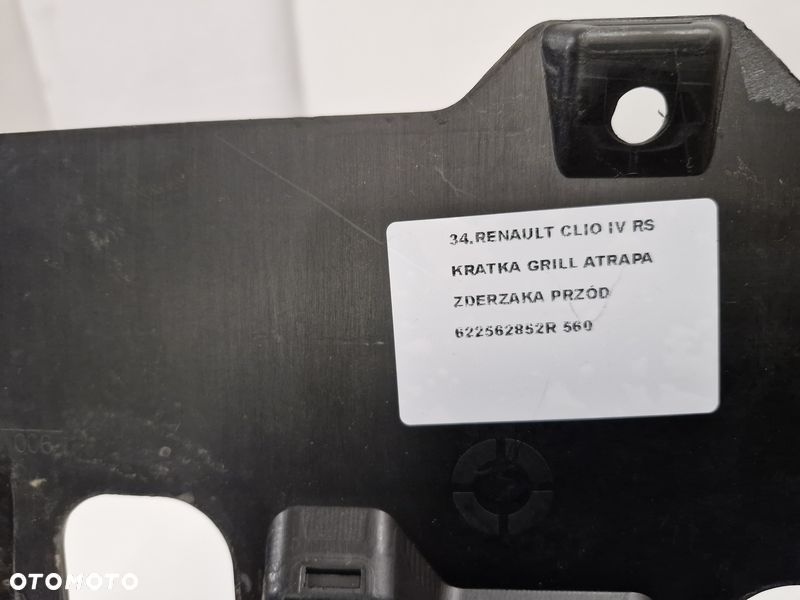 34.RENAULT CLIO IV RS
KRATKA GRILL ATRAPA
ZDERZAKA PRZÓD
622562852R 560
OTOMOTO